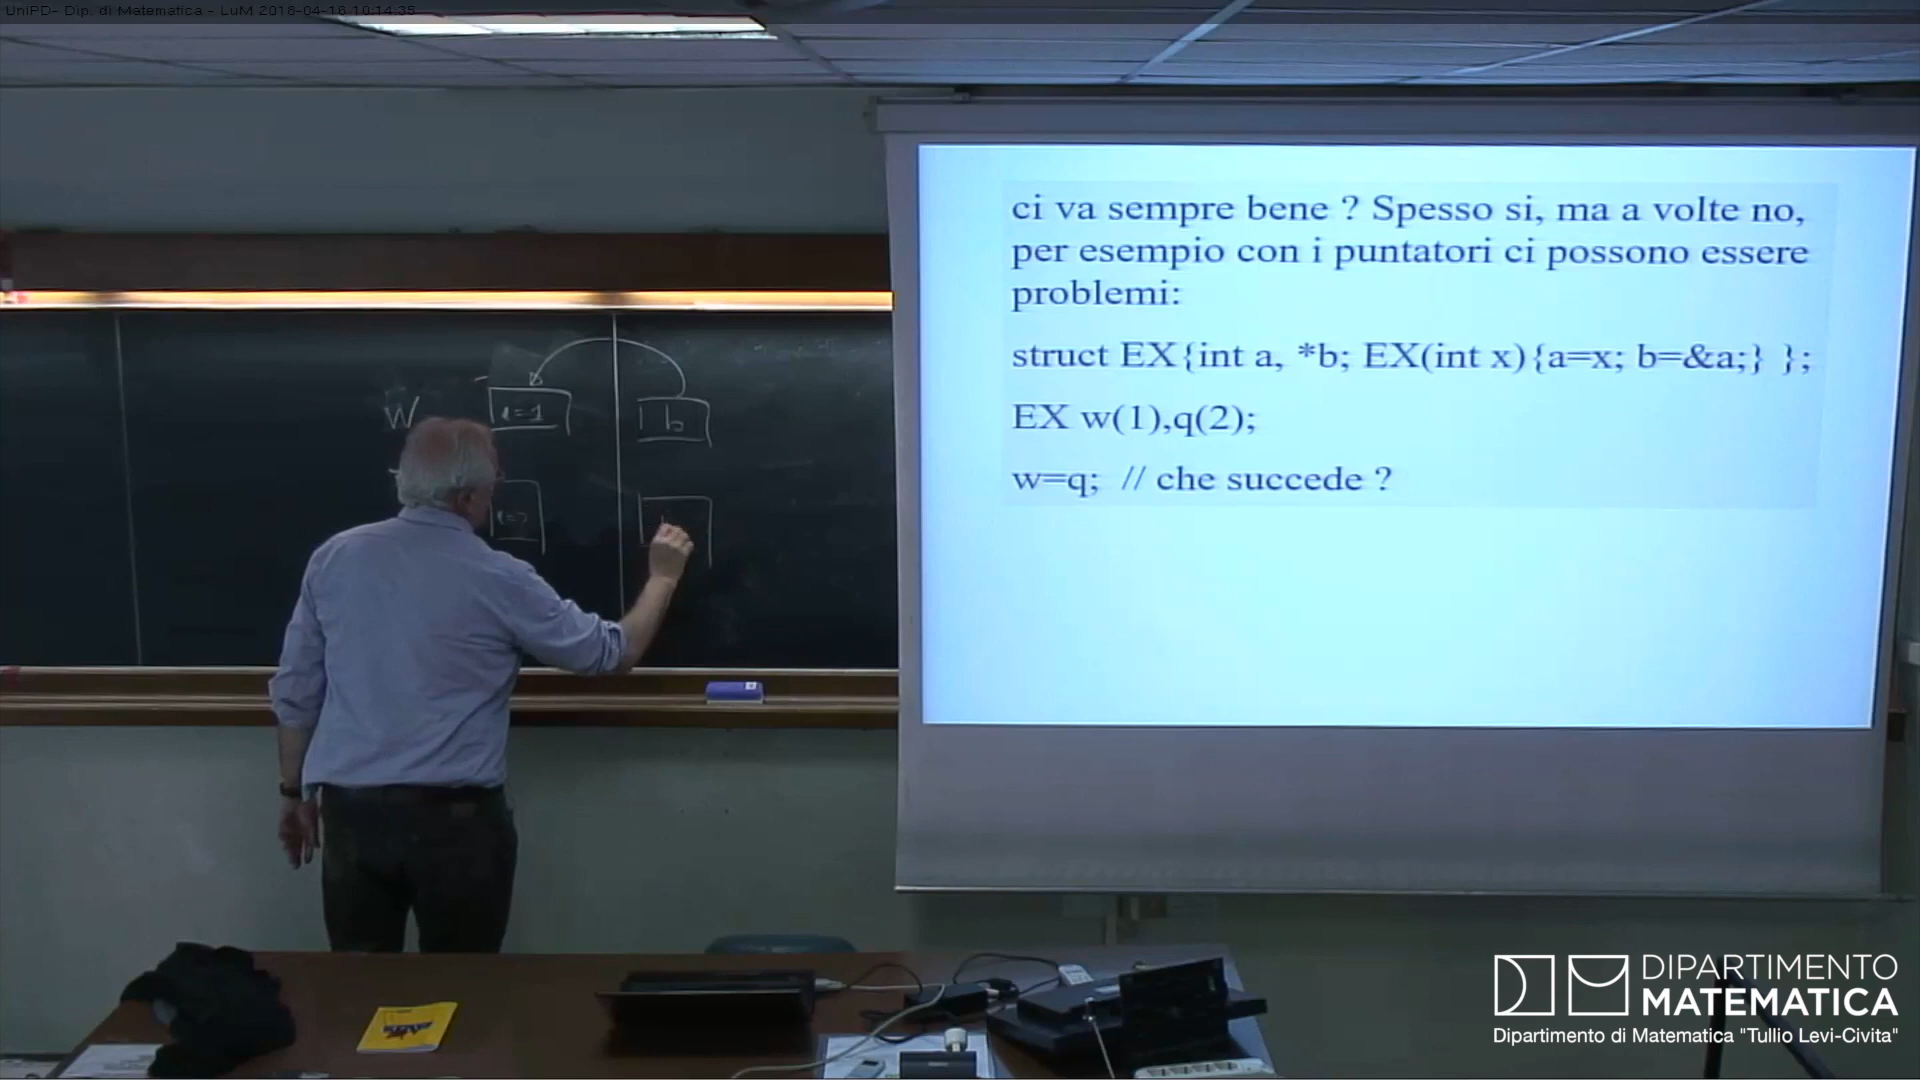 UniPD- Dip. di Matematica - LuM 2018-04-16 10:14:35
ci va sempre bene ? Spesso si, ma a volte no,
per esempio con i puntatori ci possono essere
problemi:
struct EX{int a, *b; EX(int x){a=x; b=&a;} };
EX w(1),q(2);
w=q; // che succede ?
W
a=1
b
DIPARTIMENTO
MATEMATICA
Dipartimento di Matematica "Tullio Levi-Civita"